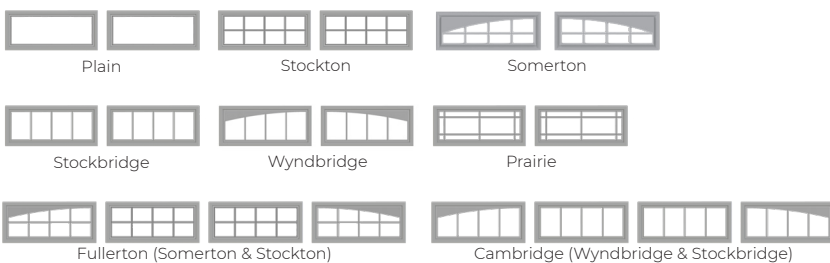 Plain
Stockton
Somerton
Stockbridge
Wyndbridge
Prairie
Fullerton (Somerton & Stockton)
Cambridge (Wyndbridge & Stockbridge)